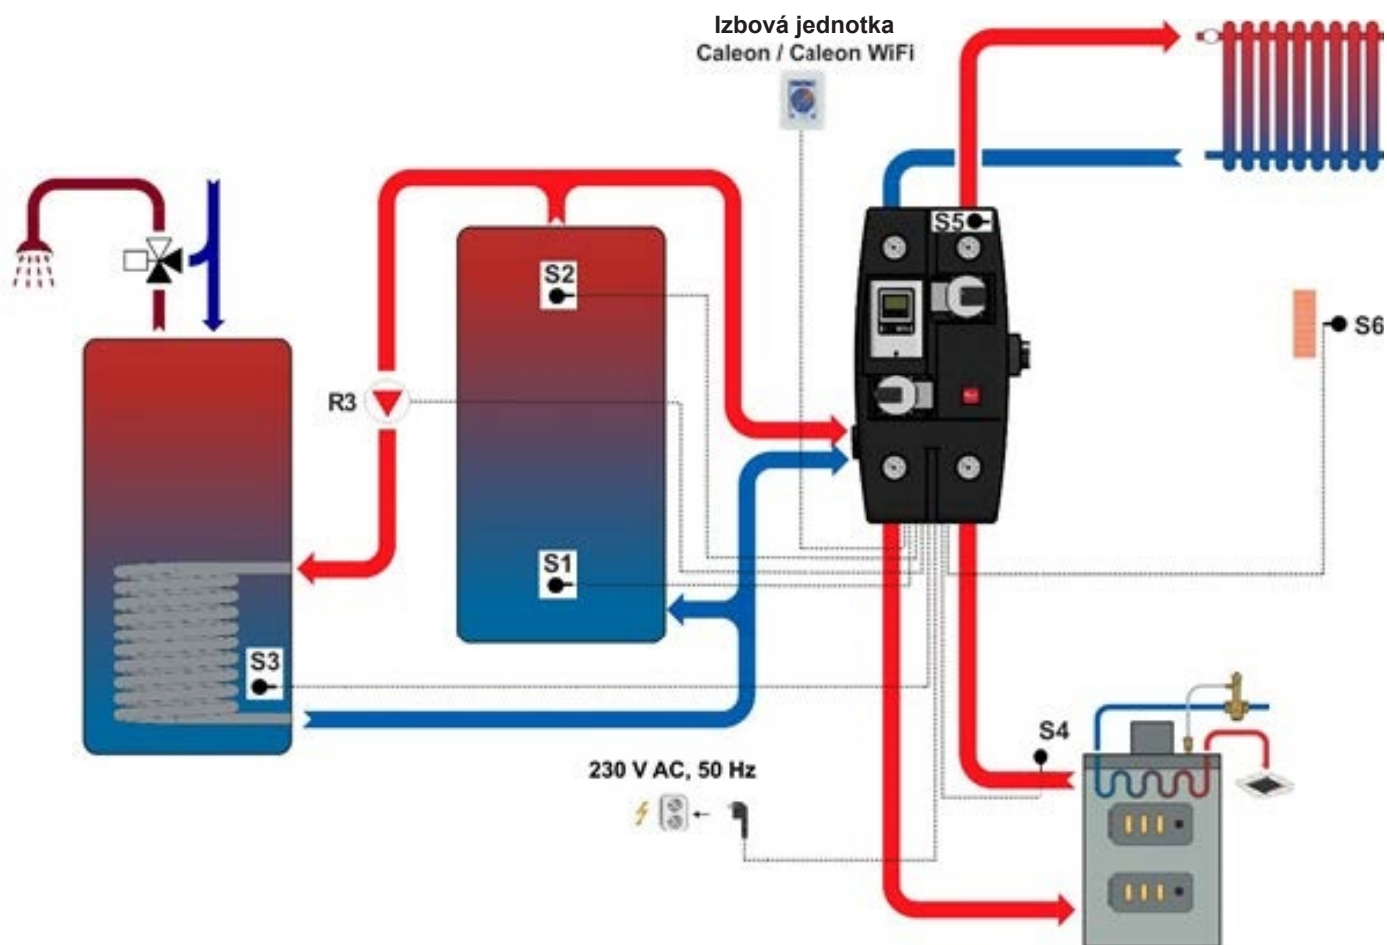 Izbová jednotka
Caleon / Caleon WiFi
S5
S2
S6
R3
S1
S3
S4
230 V AC, 50 Hz